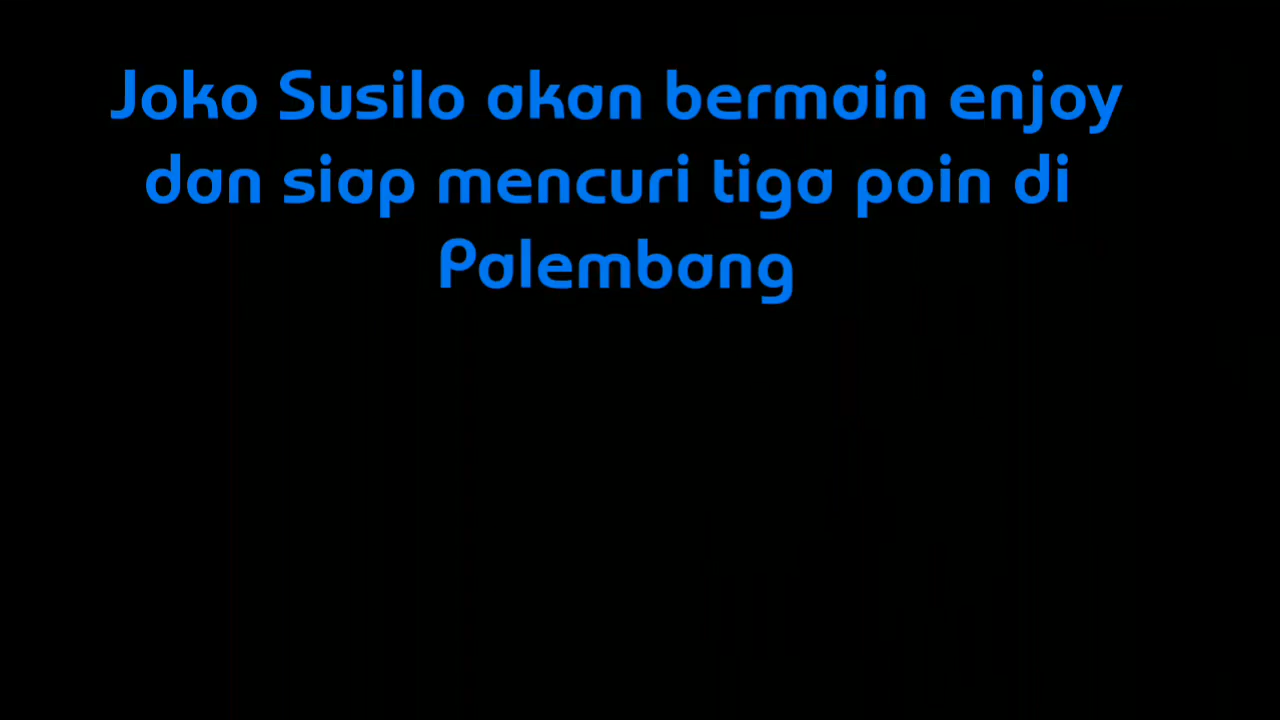 Joko Susilo akan bermain enjoy
dan siap mencuri tiga poin di
Palembang